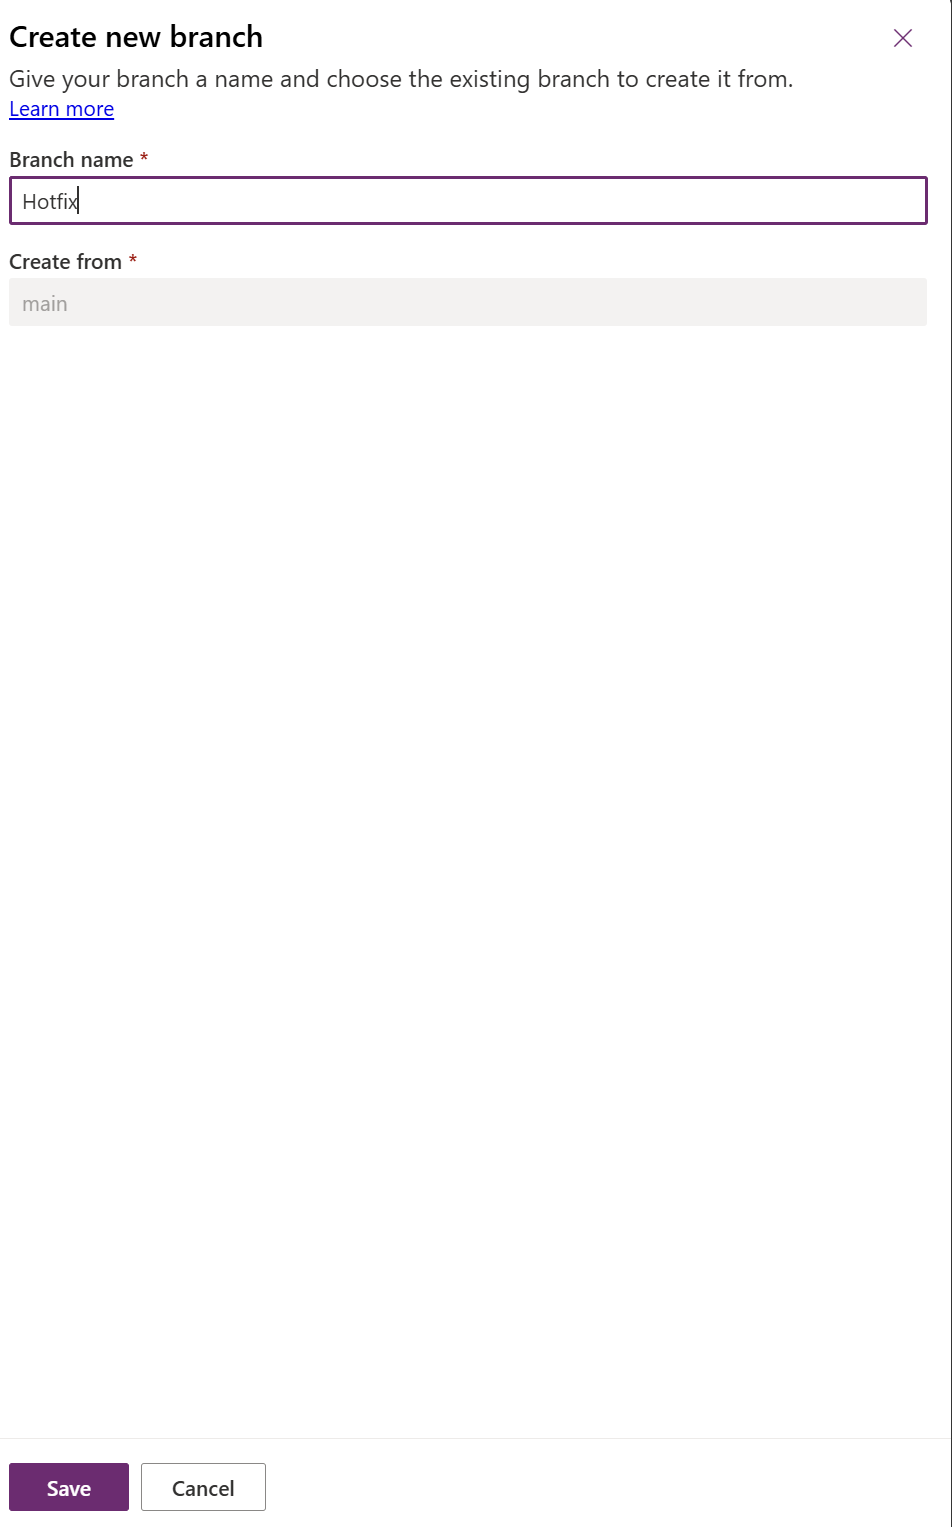 Create new branch
Give your branch a name and choose the existing branch to create it from.
Learn more
Branch name *
Hotfix
Create from *
main
Save
Cancel